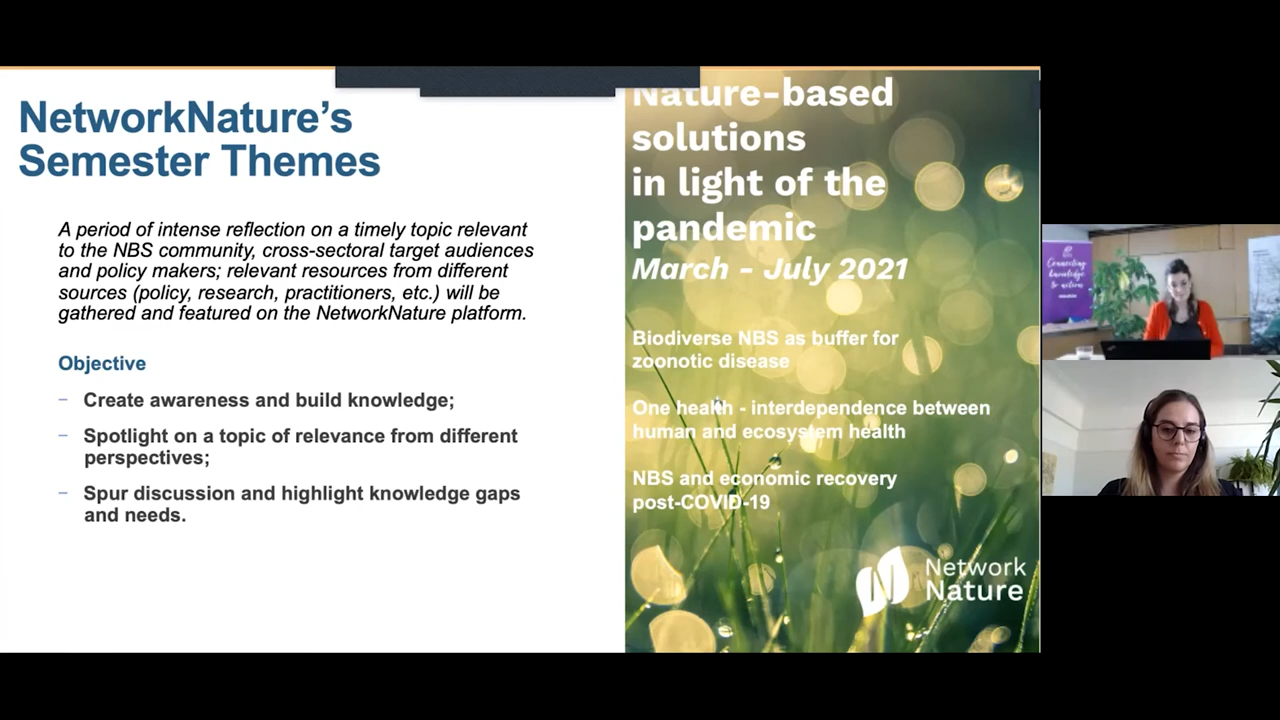 NetworkNature's
Semester Themes
A period of intense reflection on a timely topic relevant
to the NBS community, cross-sectoral target audiences
and policy makers; relevant resources from different
sources (policy, research, practitioners, etc.) will be
gathered and featured on the NetworkNature platform.
Objective
– Create awareness and build knowledge;
– Spotlight on a topic of relevance from different
perspectives;
– Spur discussion and highlight knowledge gaps
and needs.
Nature-based
solutions
in light of the
pandemic
March - July 2021
Biodiverse NBS as buffer for
zoonotic disease
One health - interdependence between
human and ecosystem health
NBS and economic recovery
post-COVID-19
N
Network
Nature
Connecting
knowledge
to action